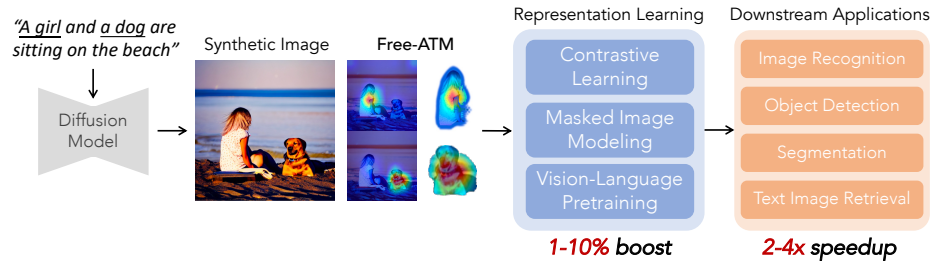 “A girl and a dog are
sitting on the beach”
Diffusion
Model
Synthetic Image
Free-ATM
Representation Learning
Contrastive
Learning
Masked Image
Modeling
Vision-Language
Pretraining
1-10% boost
Downstream Applications
Image Recognition
Object Detection
Segmentation
Text Image Retrieval
2-4x speedup